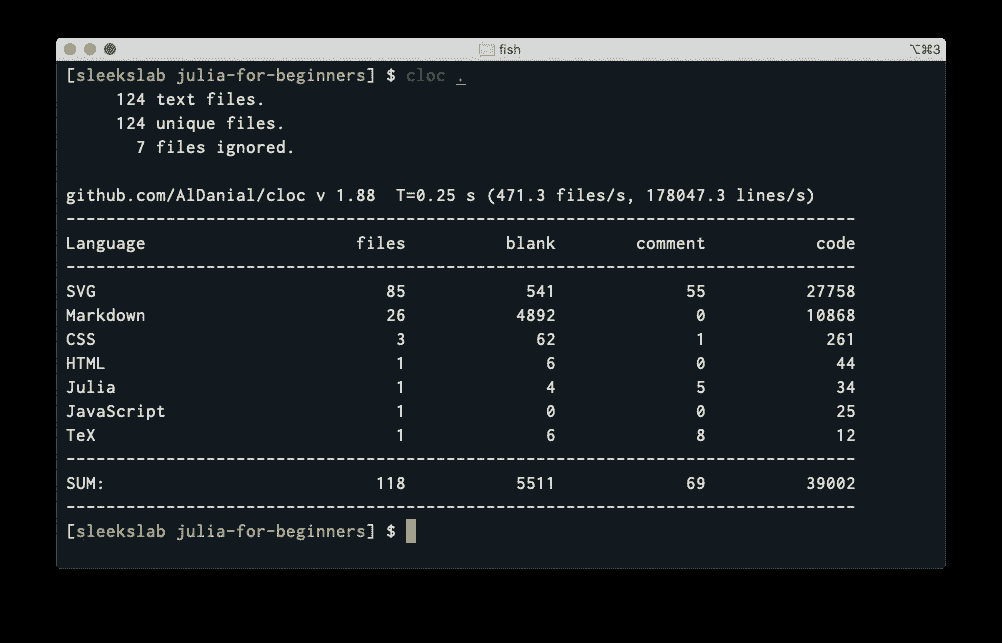 fish
⌥⌘3
[sleekslab julia-for-beginners] $ cloc .
124 text files.
124 unique files.
7 files ignored.
github.com/AlDanial/cloc v 1.88  T=0.25 s (471.3 files/s, 178047.3 lines/s)
-------------------------------------------------------------------------------
Language                     files          blank        comment           code
-------------------------------------------------------------------------------
SVG                             85            541             55          27758
Markdown                        26           4892              0          10868
CSS                              3             62              1            261
HTML                             1              6              0             44
Julia                            1              4              5             34
JavaScript                       1              0              0             25
TeX                              1              6              8             12
-------------------------------------------------------------------------------
SUM:                           118           5511             69          39002
-------------------------------------------------------------------------------
[sleekslab julia-for-beginners] $